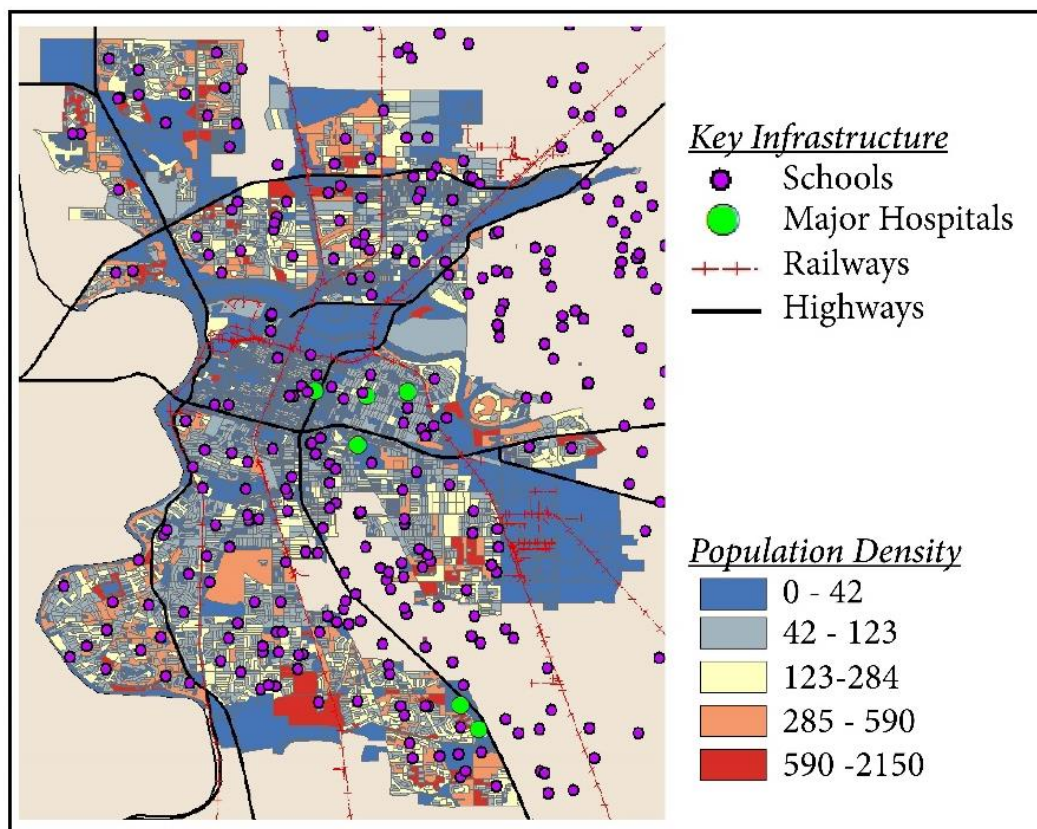 Key Infrastructure
Schools
Major Hospitals
Railways
Highways
Population Density
0 - 42
42 - 123
123-284
285 - 590
590 -2150